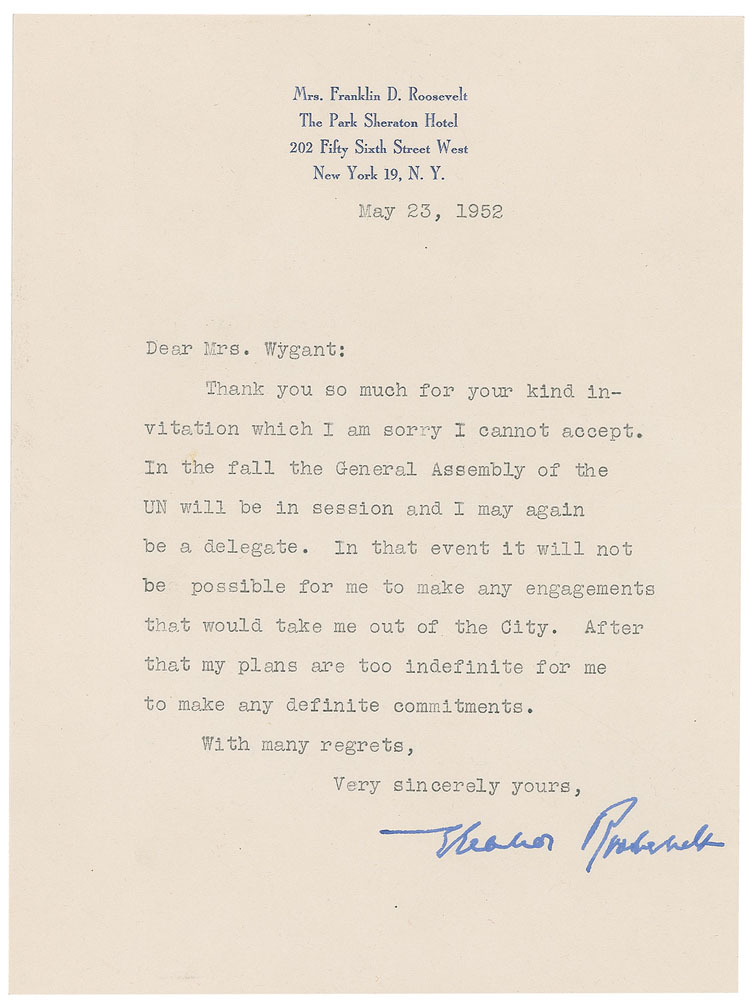 Mrs. Franklin D. Roosevelt
The Park Sheraton Hotel
202 Fifty Sixth Street West
New York 19, N. Y.
May 23, 1952
Dear Mrs. Wygant:
Thank you so much for your kind in-
vitation which I am sorry I cannot accept.
In the fall the General Assembly of the
UN will be in session and I may again
be a delegate. In that event it will not
be possible for me to make any engagements
that would take me out of the City. After
that my plans are too indefinite for me
to make any definite commitments.
With many regrets,
Very sincerely yours,
Eleanor Roosevelt